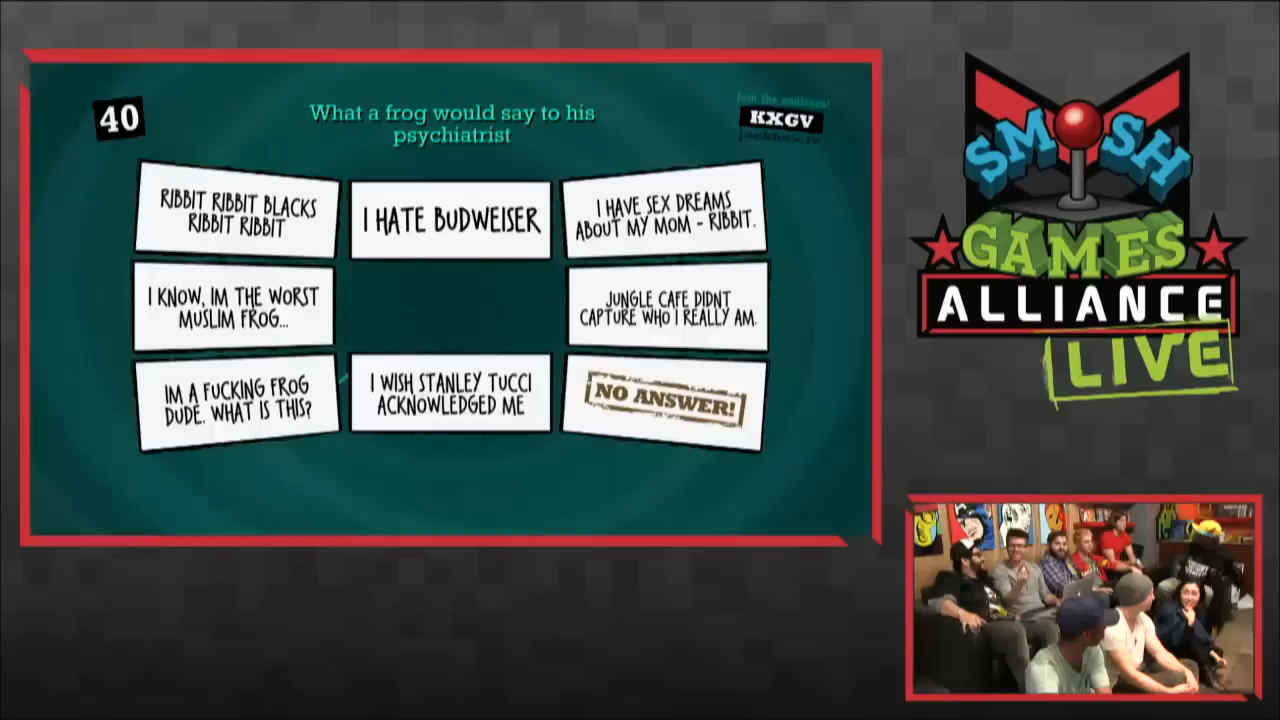 40
What a frog would say to his
psychiatrist
Join the audience!
KXGV
jackbox.tv
RIBBIT RIBBIT BLACKS
RIBBIT RIBBIT
I HATE BUDWEISER
I HAVE SEX DREAMS
ABOUT MY MOM - RIBBIT.
I KNOW, IM THE WORST
MUSLIM FROG...
JUNGLE CAFE DIDNT
CAPTURE WHO I REALLY AM.
IM A FUCKING FROG
DUDE. WHAT IS THIS?
I WISH STANLEY TUCCI
ACKNOWLEDGED ME
NO ANSWER!
SMOSH
GAMES
ALLIANCE
LIVE